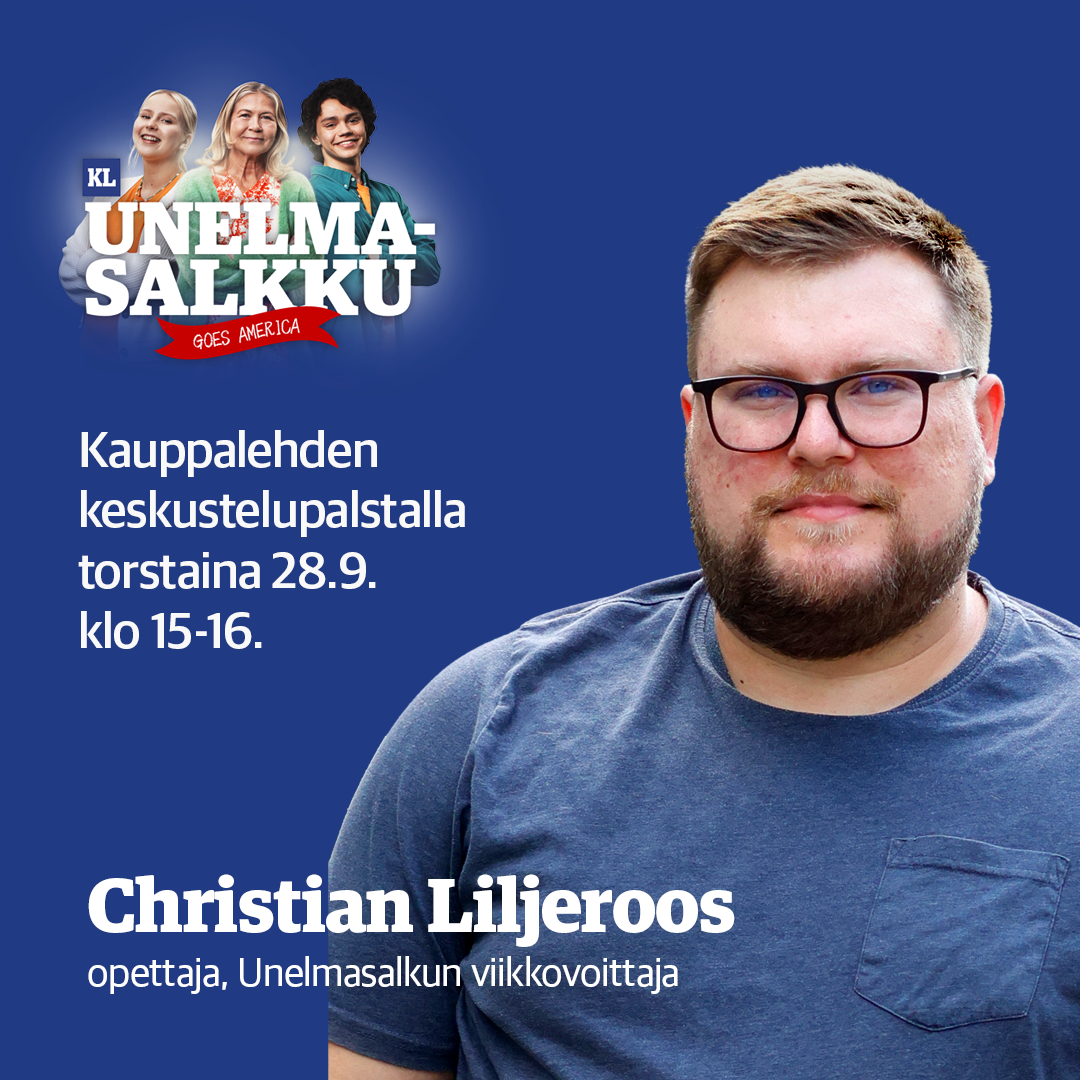 KL
UNELMA-
SALKKU
GOES AMERICA
Kauppalehden
keskustelupalstalla
torstaina 28.9.
klo 15-16.
Christian Liljeroos
opettaja, Unelmasalkun viikkovoittaja